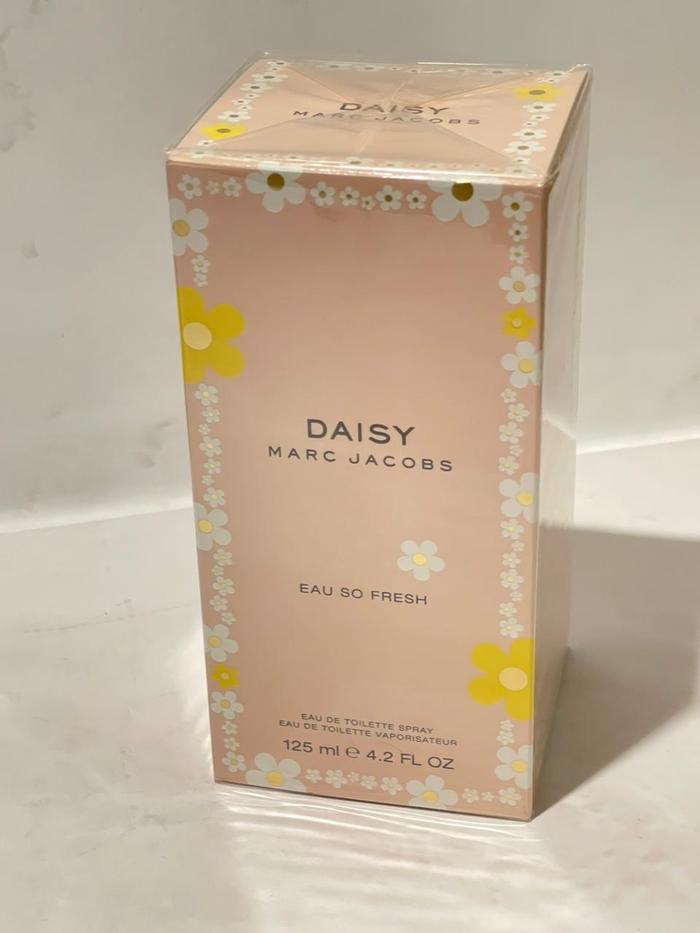 DAISY
MARC JACOBS
DAISY
MARC JACOBS
EAU SO FRESH
EAU DE TOILETTE SPRAY
EAU DE TOILETTE VAPORISATEUR
125 ml ℮ 4.2 FL OZ